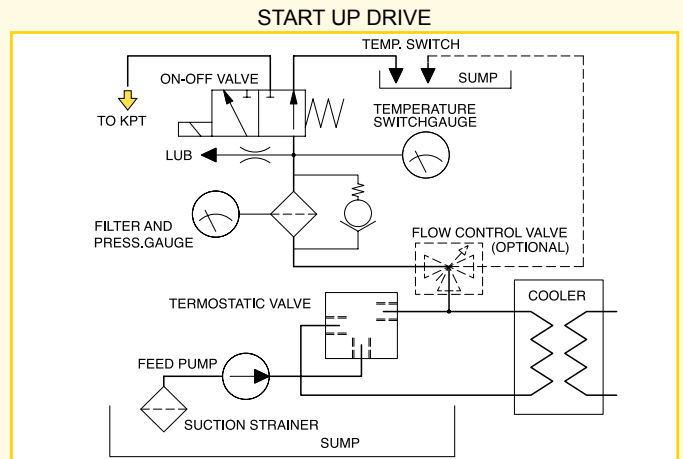 START UP DRIVE
TEMP. SWITCH
ON-OFF VALVE
SUMP
TO KPT
TEMPERATURE
SWITCHGAUGE
LUB
FILTER AND
PRESS.GAUGE
FLOW CONTROL VALVE
(OPTIONAL)
TERMOSTATIC VALVE
COOLER
FEED PUMP
SUCTION STRAINER
SUMP